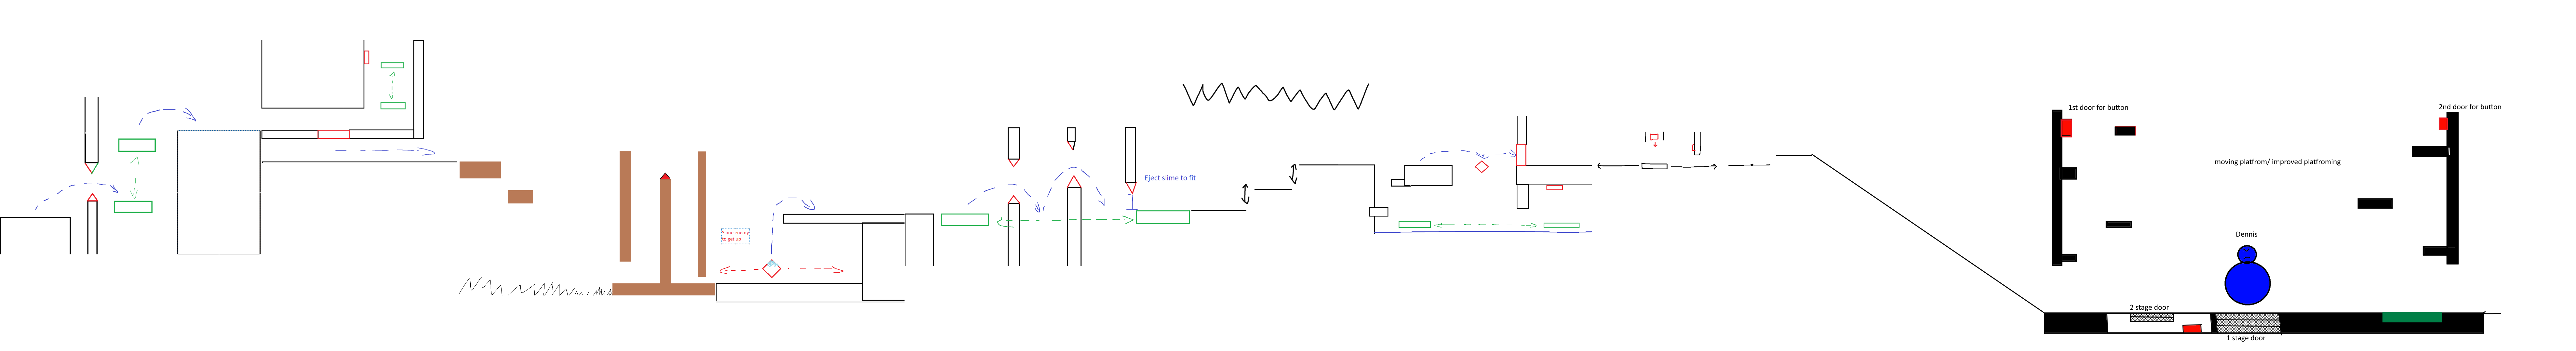 1st door for button
2nd door for button
moving platfrom/ improved platfroming
Eject slime to fit
Slime enemy
to get up
Dennis
2 stage door
1 stage door